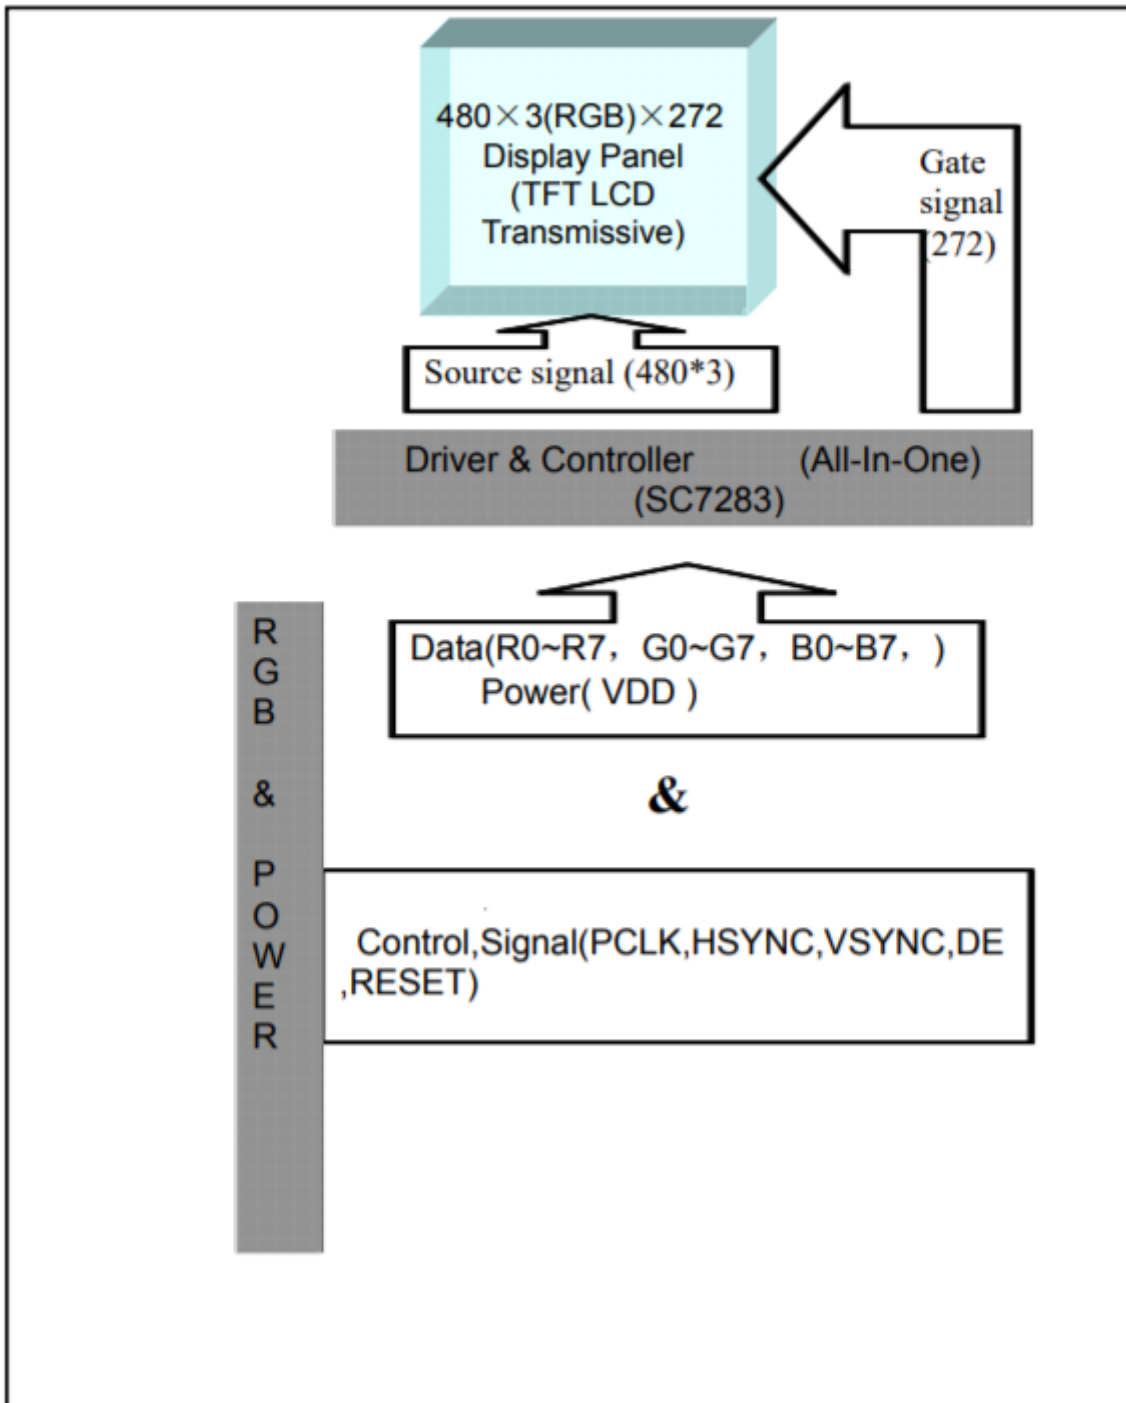 480×3(RGB)×272
Display Panel
(TFT LCD
Transmissive)
Gate
signal
(272)
Source signal (480*3)
Driver & Controller (All-In-One)
(SC7283)
R
G
B
&
P
O
W
E
R
Data(R0~R7，G0~G7，B0~B7，)
Power( VDD )
&
Control,Signal(PCLK,HSYNC,VSYNC,DE
,RESET)